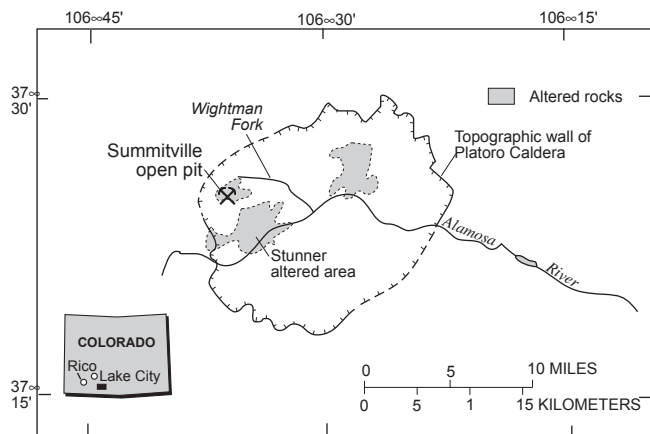 106∞45'
106∞30'
106∞15'
37∞
30'
Wightman
Fork
Altered rocks
Summitville
open pit
Topographic wall of
Platoro Caldera
Alamosa
River
Stunner
altered area
COLORADO
Rico
Lake City
37∞
15'
0 5 10 MILES
0 5 1 15 KILOMETERS